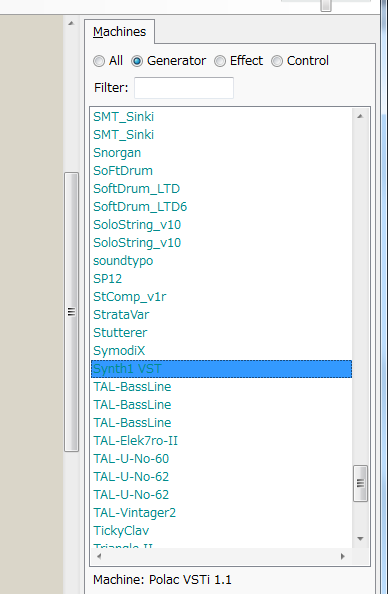 Machines
All Generator Effect Control
Filter:
SMT_Sinki
SMT_Sinki
Snorgan
SoFtDrum
SoftDrum_LTD
SoftDrum_LTD6
SoloString_v10
SoloString_v10
soundtypo
SP12
StComp_v1r
StrataVar
Stutterer
SymodiX
Synth1 VST
TAL-BassLine
TAL-BassLine
TAL-BassLine
TAL-Elek7ro-II
TAL-U-No-60
TAL-U-No-62
TAL-U-No-62
TAL-Vintager2
TickyClav
Triangle II
Machine: Polac VSTi 1.1